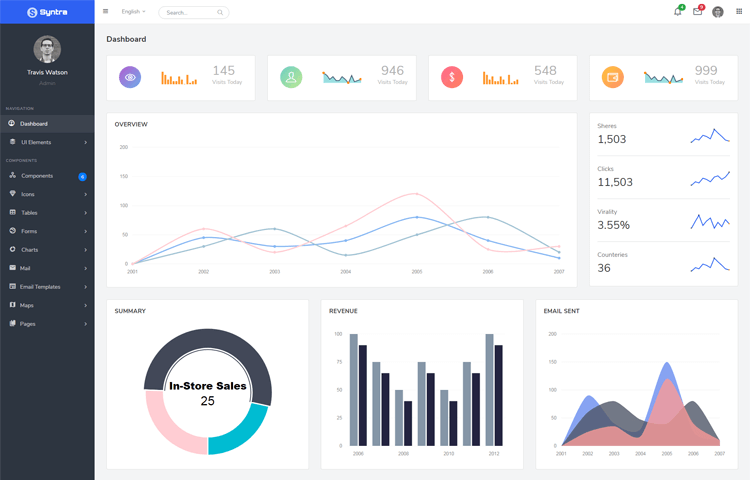 Syntra
English
Search...
4
9
Travis Watson
Admin
NAVIGATION
Dashboard
UI Elements
COMPONENTS
Components
6
Icons
Tables
Forms
Charts
Mail
Email Templates
Maps
Pages
Dashboard
145
Visits Today
946
Visits Today
548
Visits Today
999
Visits Today
OVERVIEW
200
150
100
50
0
2001 2002 2003 2004 2005 2006 2007
Sheres
1,503
Clicks
11,503
Virality
3.55%
Counteries
36
SUMMARY
In-Store Sales
25
REVENUE
100
75
50
25
0
2006 2008 2010 2012
EMAIL SENT
200
150
100
50
0
2001 2002 2003 2004 2005 2006 2007